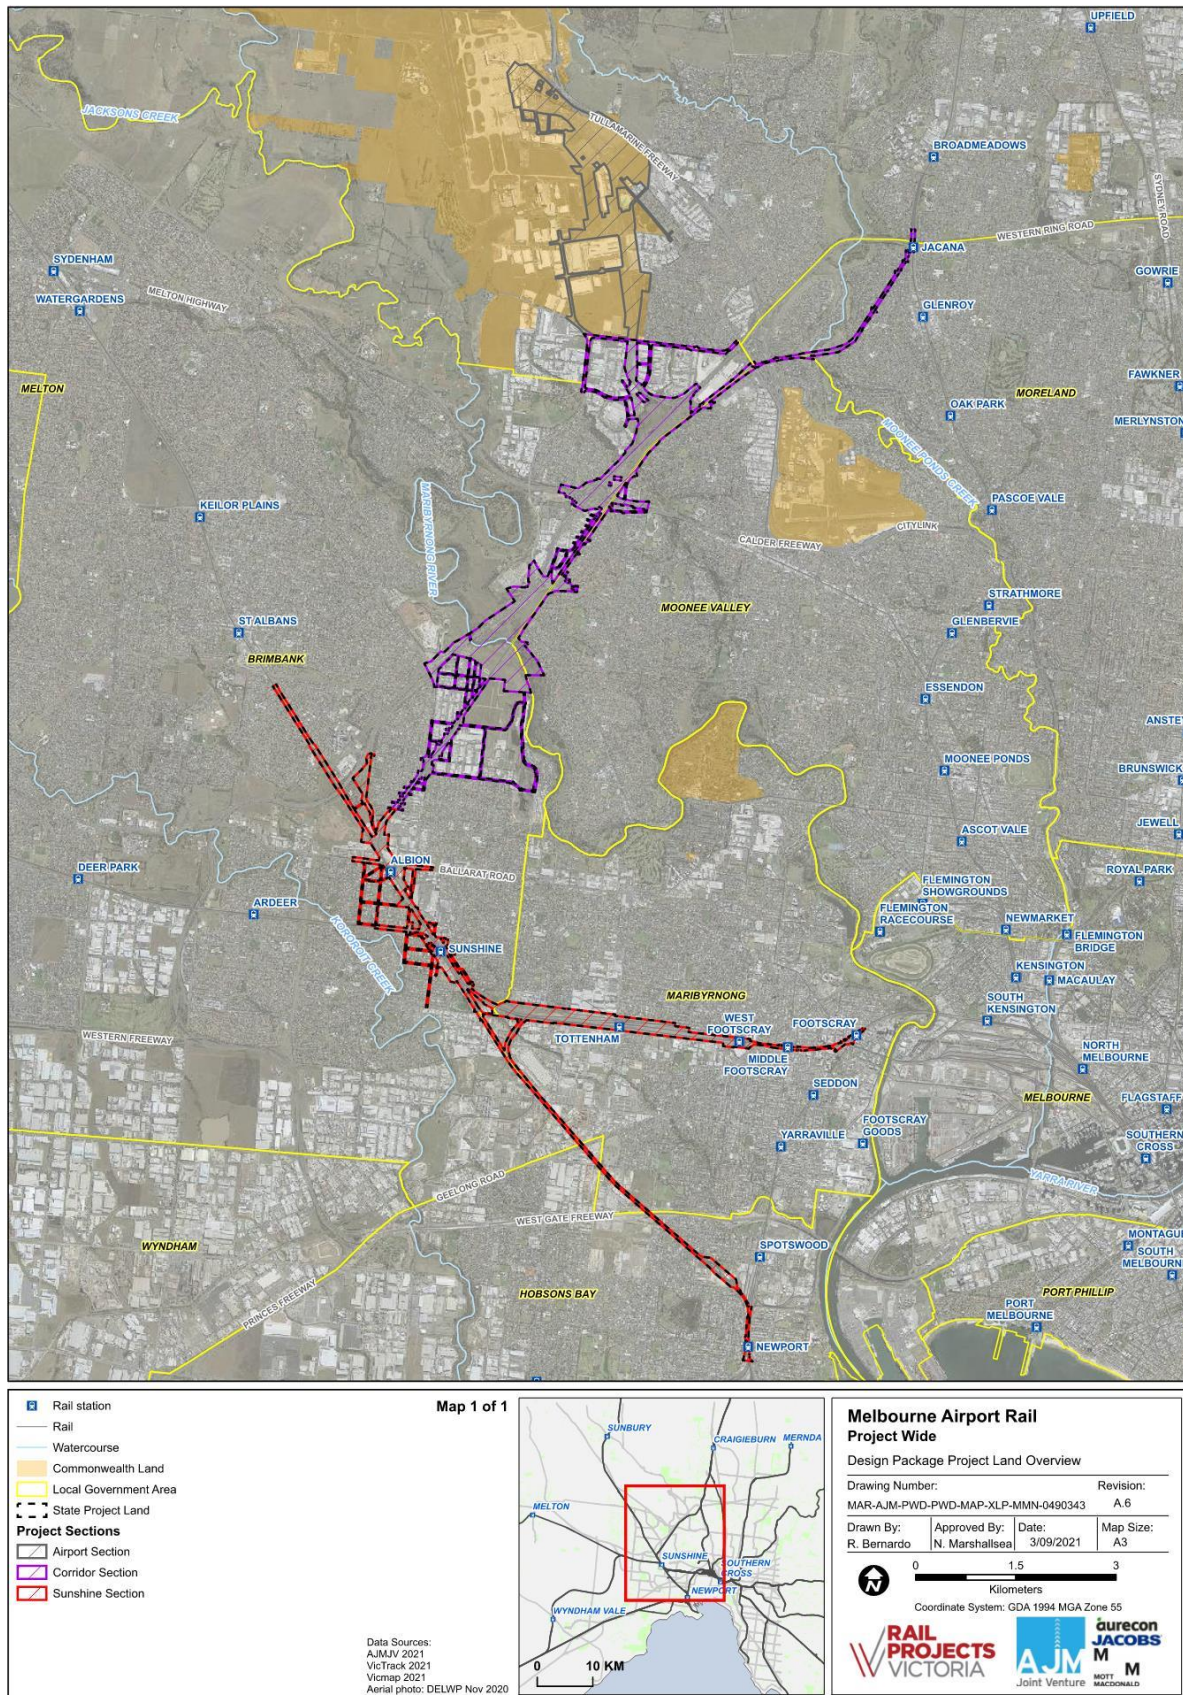 UPFIELD
JACKSONS CREEK
TULLAMARINE FREEWAY
BROADMEADOWS
SYDNEY ROAD
WESTERN RING ROAD
JACANA
SYDENHAM
GOWRIE
WATERGARDENS
MELTON HIGHWAY
GLENROY
MELTON
FAWKNER
MORELAND
OAK PARK
MERLYNSTON
MOONEE PONDS CREEK
MARIBYRNONG RIVER
KEILOR PLAINS
PASCOE VALE
CITYLINK
CALDER FREEWAY
STRATHMORE
MOONEE VALLEY
ST ALBANS
GLENBERVIE
BRIMBANK
ESSENDON
ANSTEY
MOONEE PONDS
BRUNSWICK
JEWELL
ASCOT VALE
ALBION
BALLARAT ROAD
DEER PARK
ROYAL PARK
FLEMINGTON
SHOWGROUNDS
ARDEER
FLEMINGTON
RACECOURSE
NEWMARKET
FLEMINGTON
BRIDGE
SUNSHINE
KOROROIT CREEK
KENSINGTON
MACAULAY
MARIBYRNONG
SOUTH
KENSINGTON
WEST
FOOTSCRAY
FOOTSCRAY
WESTERN FREEWAY
TOTTENHAM
MIDDLE
FOOTSCRAY
NORTH
MELBOURNE
SEDDON
MELBOURNE
FLAGSTAFF
YARRAVILLE
FOOTSCRAY
GOODS
SOUTHERN
CROSS
YARRA RIVER
GEELONG ROAD
WEST GATE FREEWAY
WYNDHAM
SPOTSWOOD
MONTAGUE
SOUTH
MELBOURNE
PRINCES FREEWAY
HOBSONS BAY
PORT PHILLIP
PORT
MELBOURNE
NEWPORT
Rail station
Rail
Watercourse
Commonwealth Land
Local Government Area
State Project Land
Project Sections
Airport Section
Corridor Section
Sunshine Section
Map 1 of 1
Data Sources:
AJMJV 2021
VicTrack 2021
Vicmap 2021
Aerial photo: DELWP Nov 2020
SUNBURY
CRAIGIEBURN
MERNDA
MELTON
SUNSHINE
SOUTHERN
CROSS
NEWPORT
WYNDHAM VALE
0 10 KM
Melbourne Airport Rail
Project Wide
Design Package Project Land Overview
Drawing Number: Revision:
MAR-AJM-PWD-PWD-MAP-XLP-MMN-0490343 A.6
Drawn By: Approved By: Date: Map Size:
R. Bernardo N. Marshallsea 3/09/2021 A3
N
0 1.5 3
Kilometers
Coordinate System: GDA 1994 MGA Zone 55
RAIL
PROJECTS
VICTORIA
AJM
Joint Venture
aurecon
JACOBS
M
M
MOTT
MACDONALD